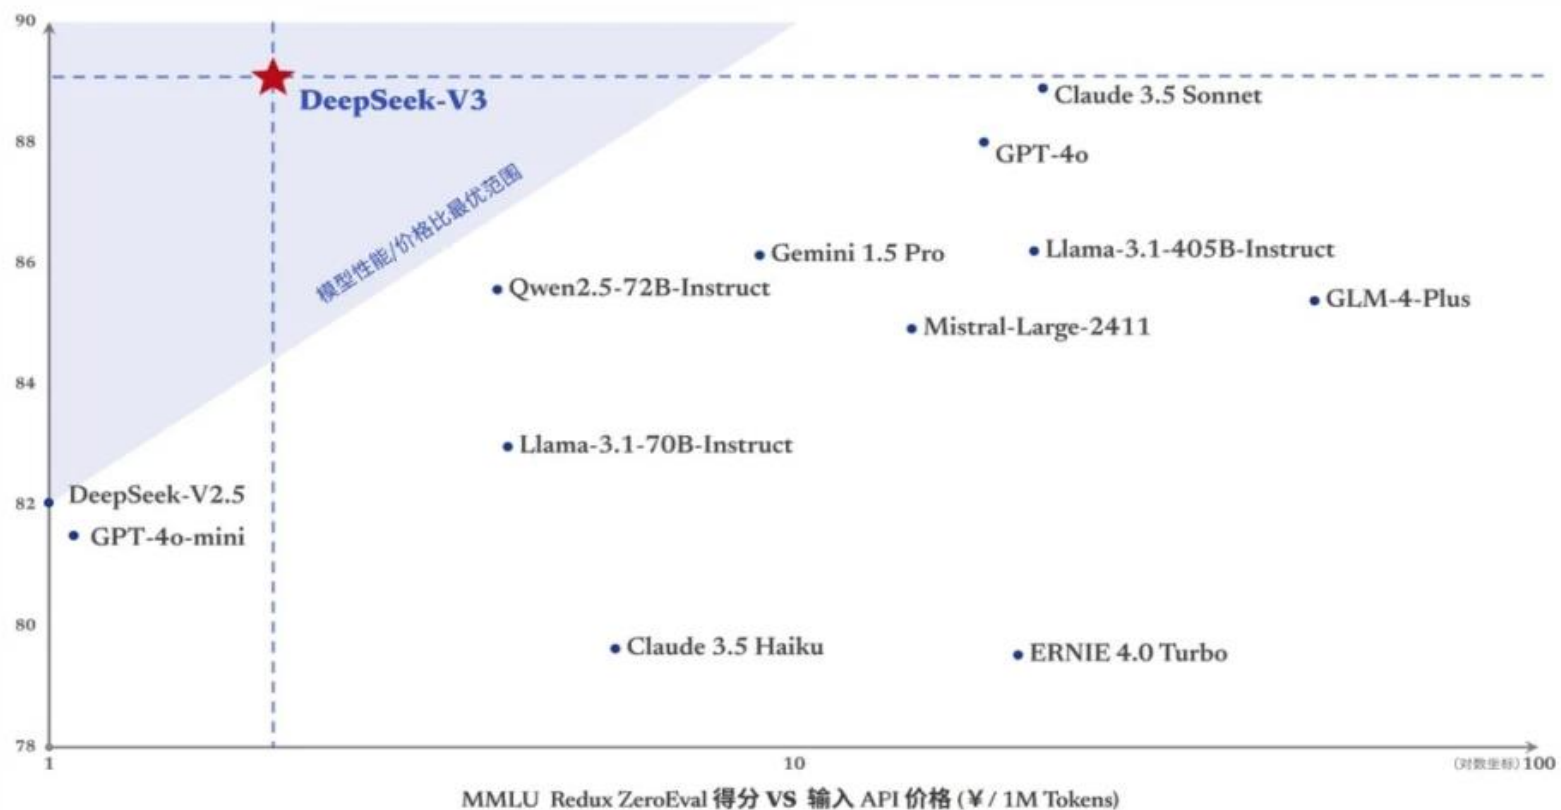 90
DeepSeek-V3
Claude 3.5 Sonnet
88
GPT-4o
模型性能/价格比最优范围
86
Gemini 1.5 Pro
Llama-3.1-405B-Instruct
Qwen2.5-72B-Instruct
GLM-4-Plus
Mistral-Large-2411
84
Llama-3.1-70B-Instruct
82
DeepSeek-V2.5
GPT-4o-mini
80
Claude 3.5 Haiku
ERNIE 4.0 Turbo
78
1
10
(对数坐标) 100
MMLU Redux ZeroEval 得分 VS 输入 API 价格 (¥ / 1M Tokens)